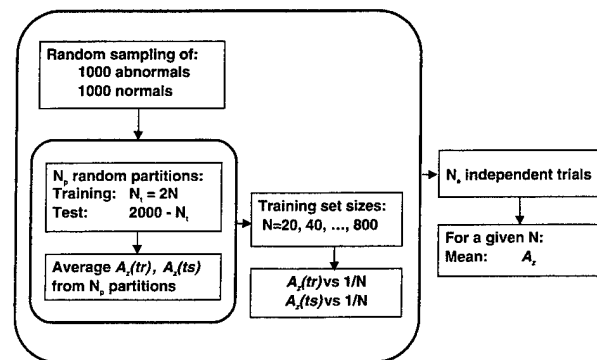 Random sampling of:
1000 abnormals
1000 normals
Np random partitions:
Training: Nt = 2N
Test: 2000 - Nt
Average Az(tr), Az(ts)
from Np partitions
Training set sizes:
N=20, 40, ..., 800
Az(tr) vs 1/N
Az(ts) vs 1/N
Ne independent trials
For a given N:
Mean: Az